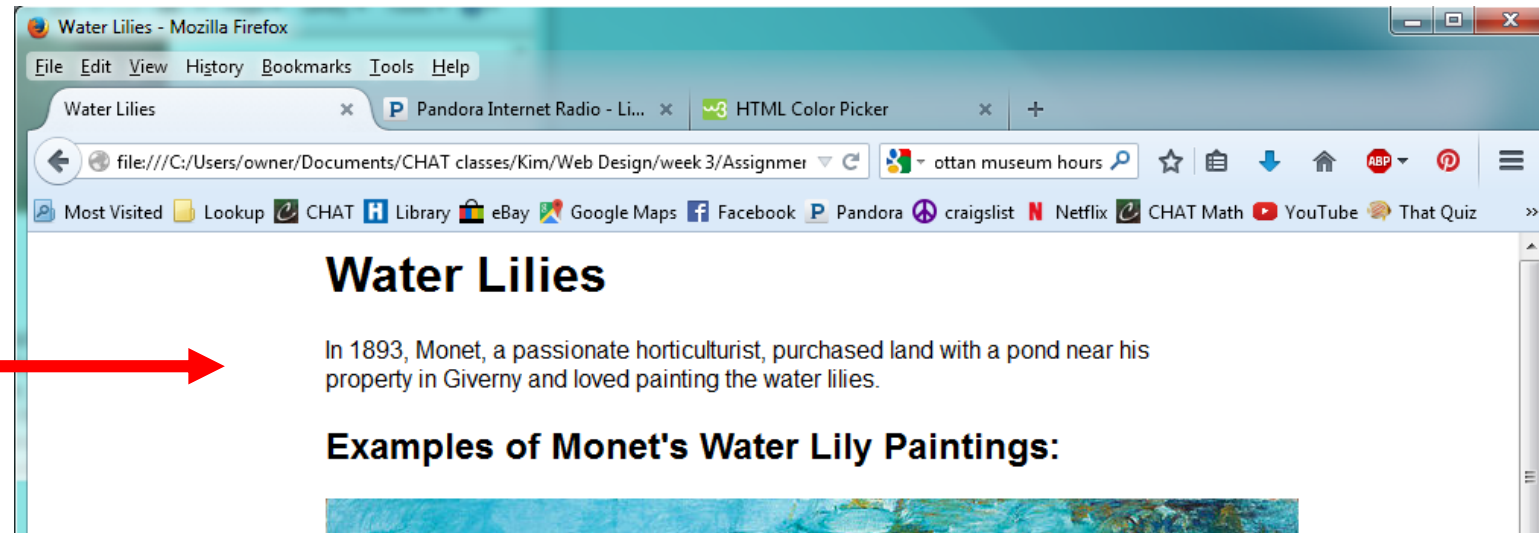 Water Lilies - Mozilla Firefox
File Edit View History Bookmarks Tools Help
Water Lilies Pandora Internet Radio - Li... HTML Color Picker
file:///C:/Users/owner/Documents/CHAT classes/Kim/Web Design/week 3/Assignmer ottan museum hours ABP
Most Visited Lookup CHAT Library eBay Google Maps Facebook Pandora craigslist Netflix CHAT Math YouTube That Quiz
Water Lilies
In 1893, Monet, a passionate horticulturist, purchased land with a pond near his
property in Giverny and loved painting the water lilies.
Examples of Monet's Water Lily Paintings: